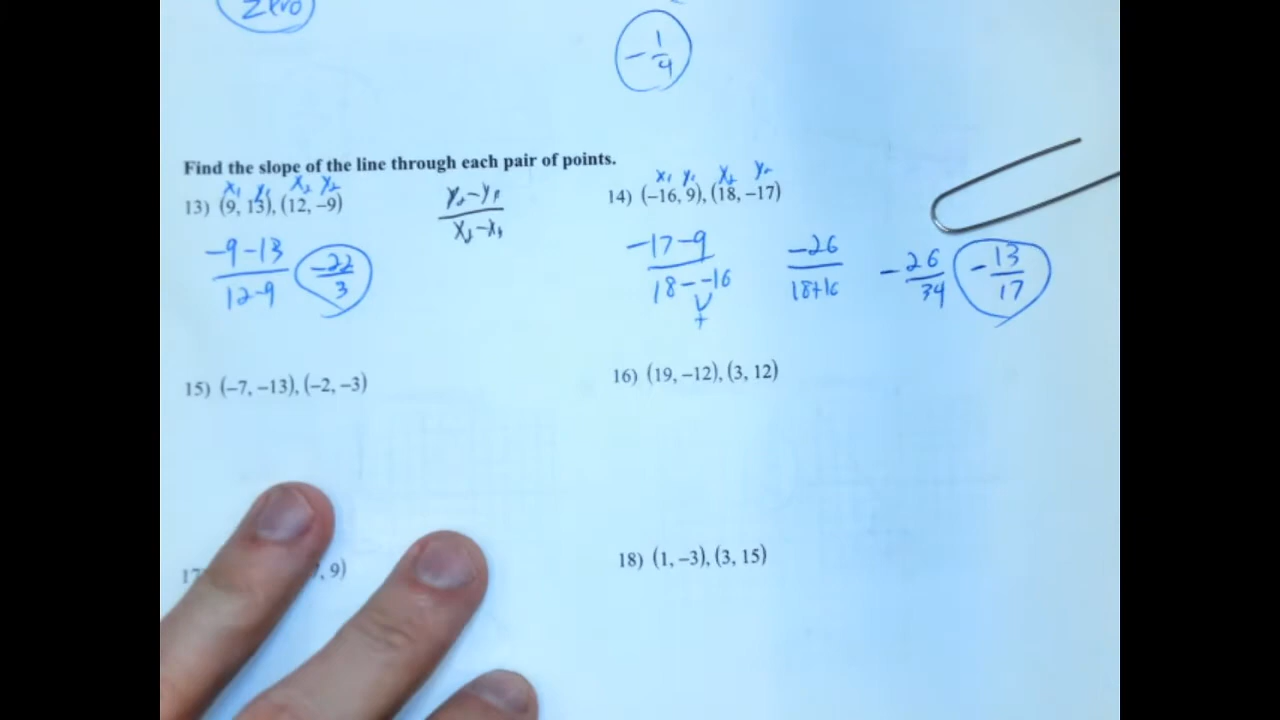 Zero
- 1/4
Find the slope of the line through each pair of points.
x₁ y₁ x₂ y₂
13) (9, 13), (12, −9)
y₂-y₁
x₂-x₁
-9-13
12-9
-22
3
x₁ y₁ x₂ y₂
14) (−16, 9), (18, −17)
-17-9
18--16
+
-26
18+16
- 26
34
- 13
17
15) (−7, −13), (−2, −3)
16) (19, −12), (3, 12)
, 9)
18) (1, −3), (3, 15)